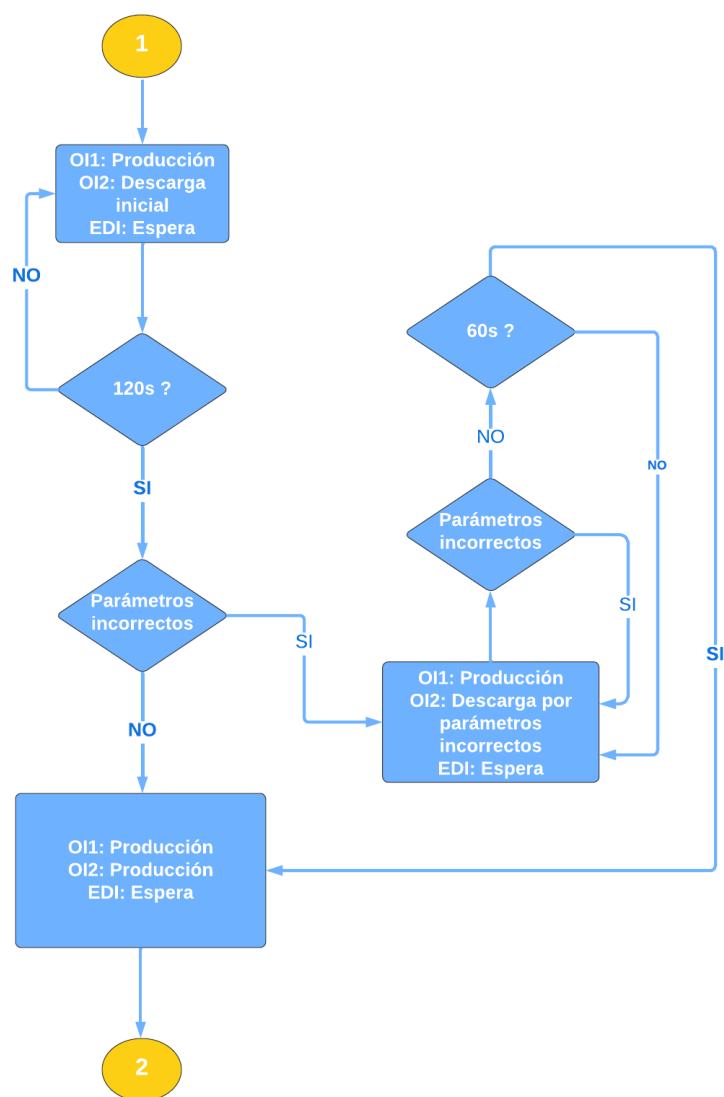 1
OI1: Producción
OI2: Descarga
inicial
EDI: Espera
NO
120s ?
SI
Parámetros
incorrectos
SI
NO
60s ?
NO
NO
Parámetros
incorrectos
SI
SI
OI1: Producción
OI2: Descarga por
parámetros
incorrectos
EDI: Espera
OI1: Producción
OI2: Producción
EDI: Espera
2